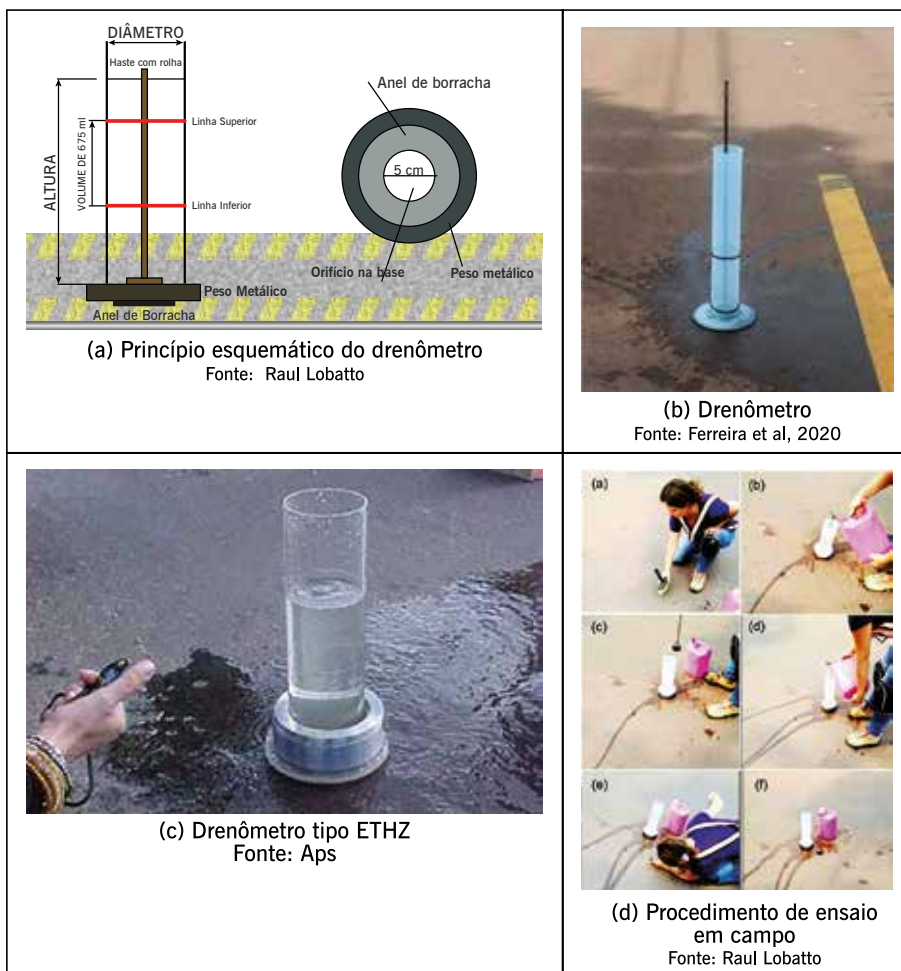 DIÂMETRO
Haste com rolha
ALTURA
VOLUME DE 675 ml
Linha Superior
Linha Inferior
Peso Metálico
Anel de Borracha
Anel de borracha
5 cm
Orifício na base
Peso metálico
(a) Princípio esquemático do drenômetro
Fonte: Raul Lobatto
(b) Drenômetro
Fonte: Ferreira et al, 2020
(c) Drenômetro tipo ETHZ
Fonte: Aps
(a)
(b)
(c)
(d)
(e)
(f)
(d) Procedimento de ensaio
em campo
Fonte: Raul Lobatto